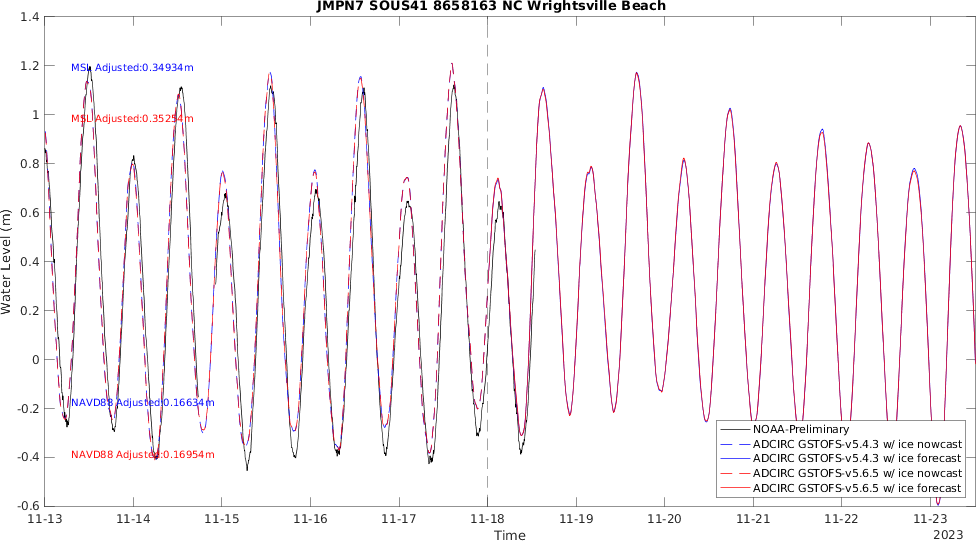 JMPN7 SOUS41 8658163 NC Wrightsville Beach
1.4
1.2
1
0.8
0.6
0.4
0.2
0
-0.2
-0.4
-0.6
Water Level (m)
MSL Adjusted:0.34934m
MSL Adjusted:0.35254m
NAVD88 Adjusted:0.16634m
NAVD88 Adjusted:0.16954m
NOAA-Preliminary
ADCIRC GSTOFS-v5.4.3 w/ ice nowcast
ADCIRC GSTOFS-v5.4.3 w/ ice forecast
ADCIRC GSTOFS-v5.6.5 w/ ice nowcast
ADCIRC GSTOFS-v5.6.5 w/ ice forecast
11-13 11-14 11-15 11-16 11-17 11-18 11-19 11-20 11-21 11-22 11-23
Time
2023